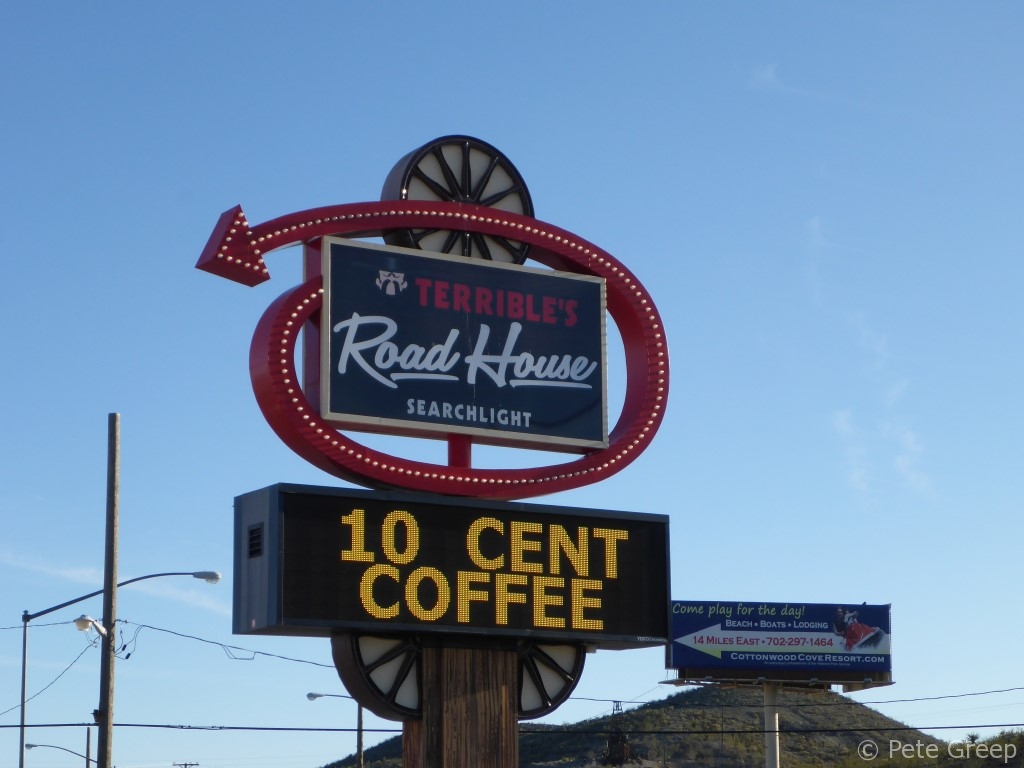 TERRIBLE'S
Road House
SEARCHLIGHT
10 CENT
COFFEE
Come play for the day!
BEACH • BOATS • LODGING
14 MILES EAST • 702-297-1464
COTTONWOODCOVERESORT.COM
© Pete Greep